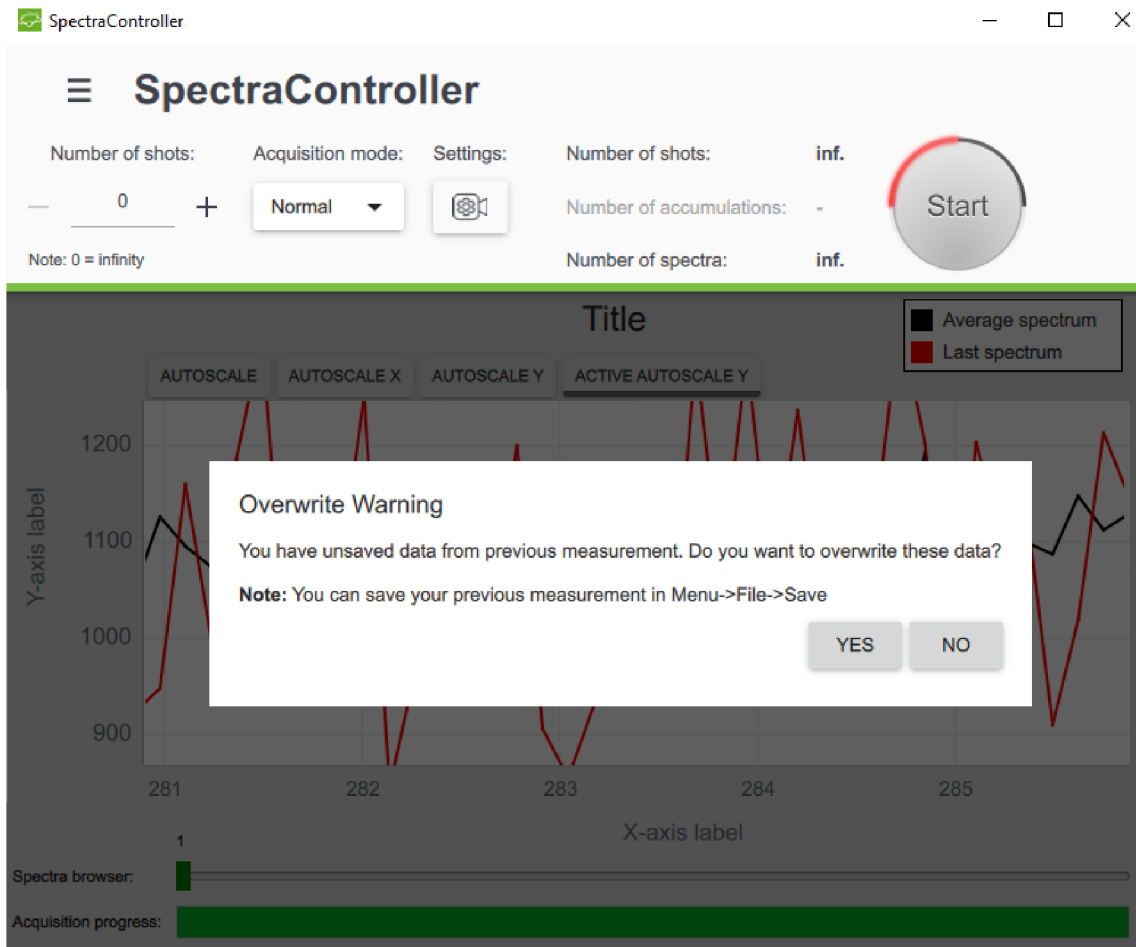 SpectraController
SpectraController
Number of shots:
Acquisition mode:
Settings:
Number of shots:
inf.
0
Normal
Number of accumulations:
-
Start
Note: 0 = infinity
Number of spectra:
inf.
Title
Average spectrum
Last spectrum
AUTOSCALE
AUTOSCALE X
AUTOSCALE Y
ACTIVE AUTOSCALE Y
1200
1100
1000
900
Y-axis label
Overwrite Warning
You have unsaved data from previous measurement. Do you want to overwrite these data?
Note: You can save your previous measurement in Menu->File->Save
YES
NO
281
282
283
284
285
X-axis label
1
Spectra browser:
Acquisition progress: